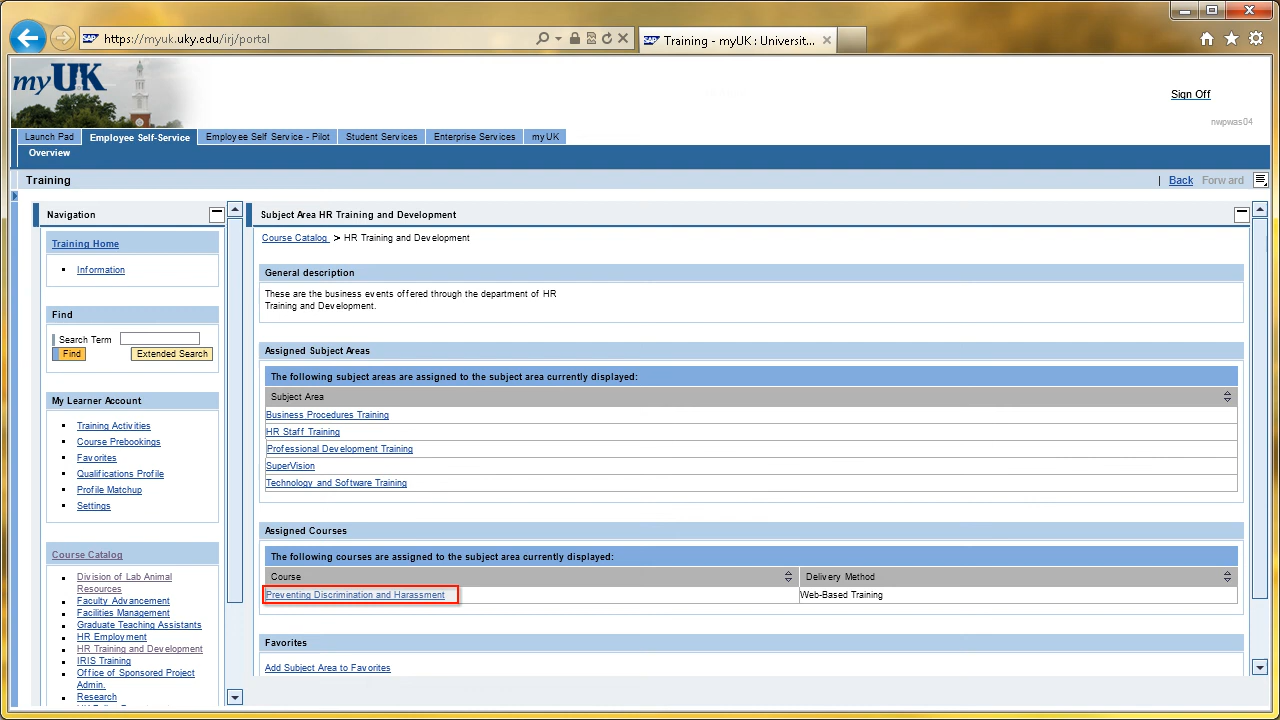 https://myuk.uky.edu/irj/portal
Training - myUK : Universit...
myUK
Sign Off
nwpwas04
Launch Pad Employee Self-Service Employee Self Service - Pilot Student Services Enterprise Services myUK
Overview
Training
| Back Forward
Navigation
Training Home
Information
Find
Search Term
Find Extended Search
My Learner Account
Training Activities
Course Prebookings
Favorites
Qualifications Profile
Profile Matchup
Settings
Course Catalog
Division of Lab Animal
Resources
Faculty Advancement
Facilities Management
Graduate Teaching Assistants
HR Employment
HR Training and Development
IRIS Training
Office of Sponsored Project
Admin.
Research
Subject Area HR Training and Development
Course Catalog > HR Training and Development
General description
These are the business events offered through the department of HR
Training and Development.
Assigned Subject Areas
The following subject areas are assigned to the subject area currently displayed:
Subject Area
Business Procedures Training
HR Staff Training
Professional Development Training
SuperVision
Technology and Software Training
Assigned Courses
The following courses are assigned to the subject area currently displayed:
Course Delivery Method
Preventing Discrimination and Harassment Web-Based Training
Favorites
Add Subject Area to Favorites